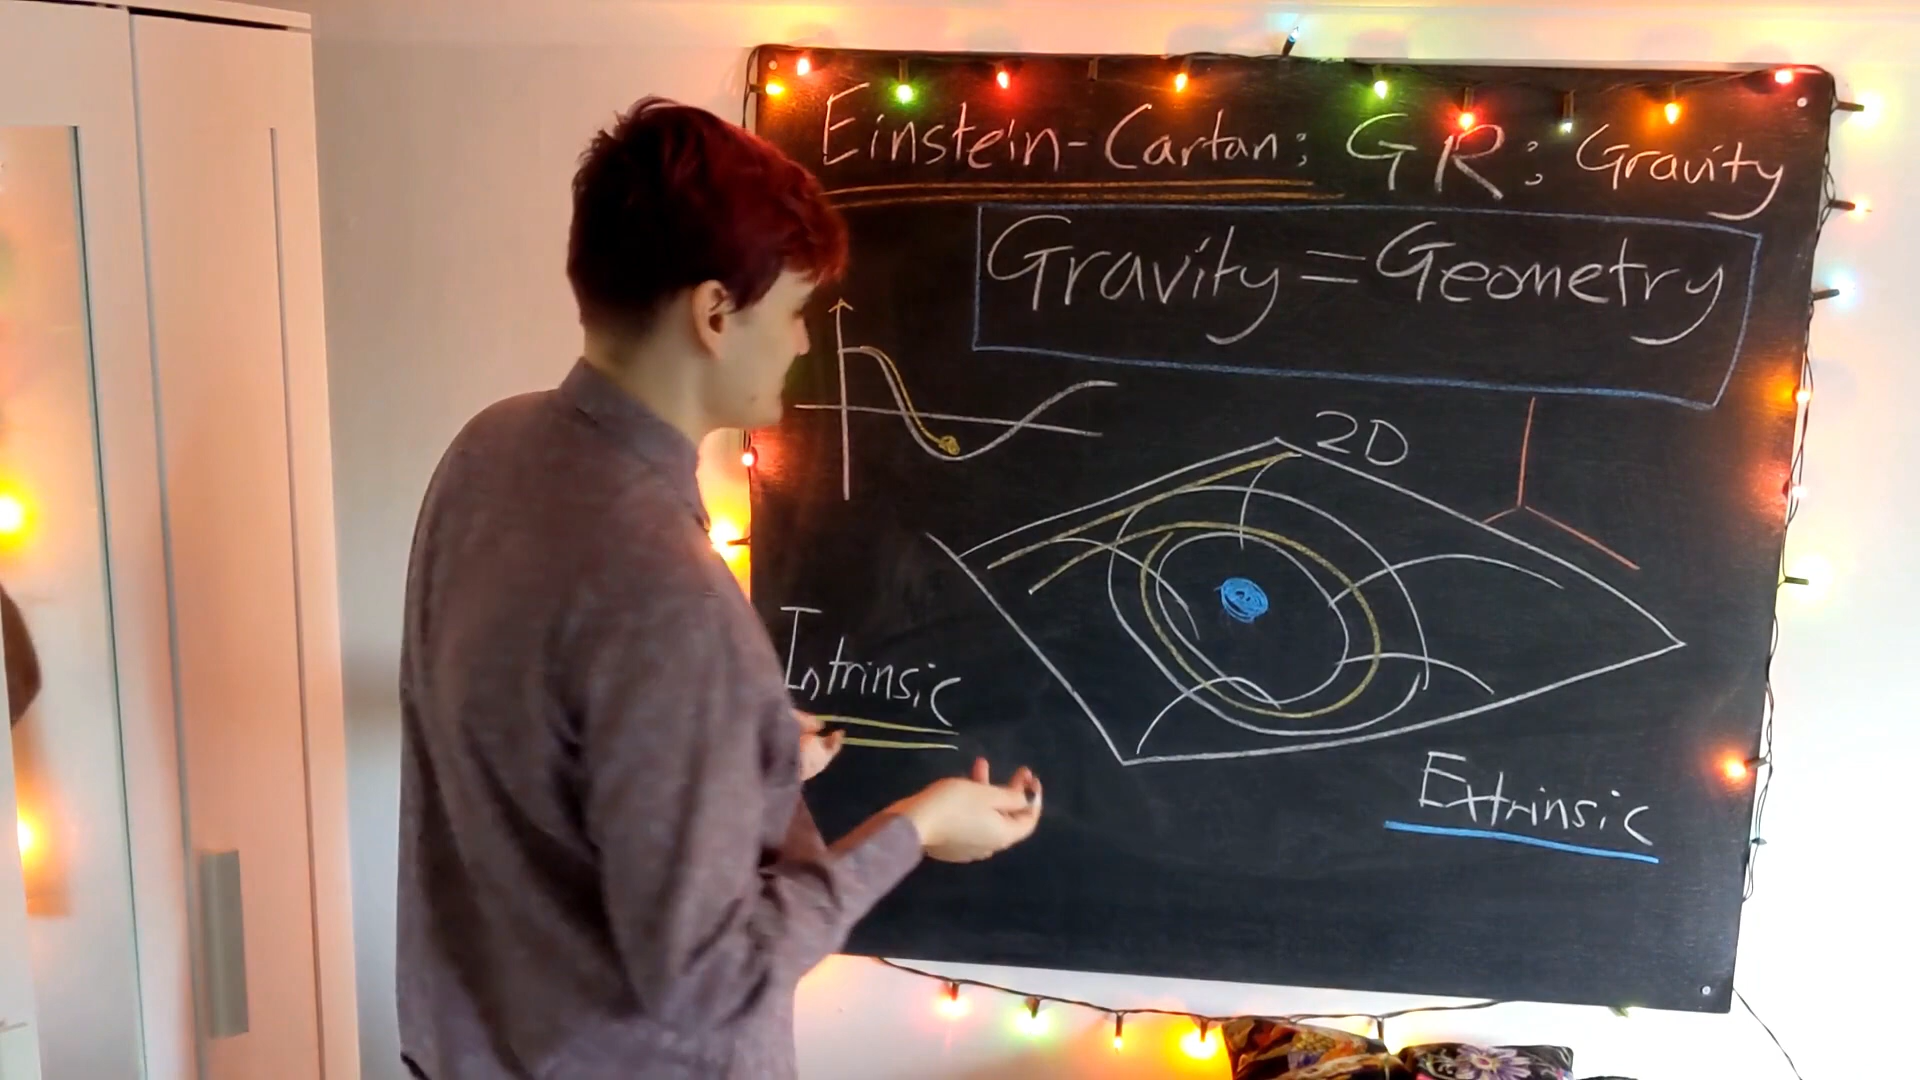 Einstein-Cartan; GR; Gravity
Gravity = Geometry
2D
Intrinsic
Extrinsic